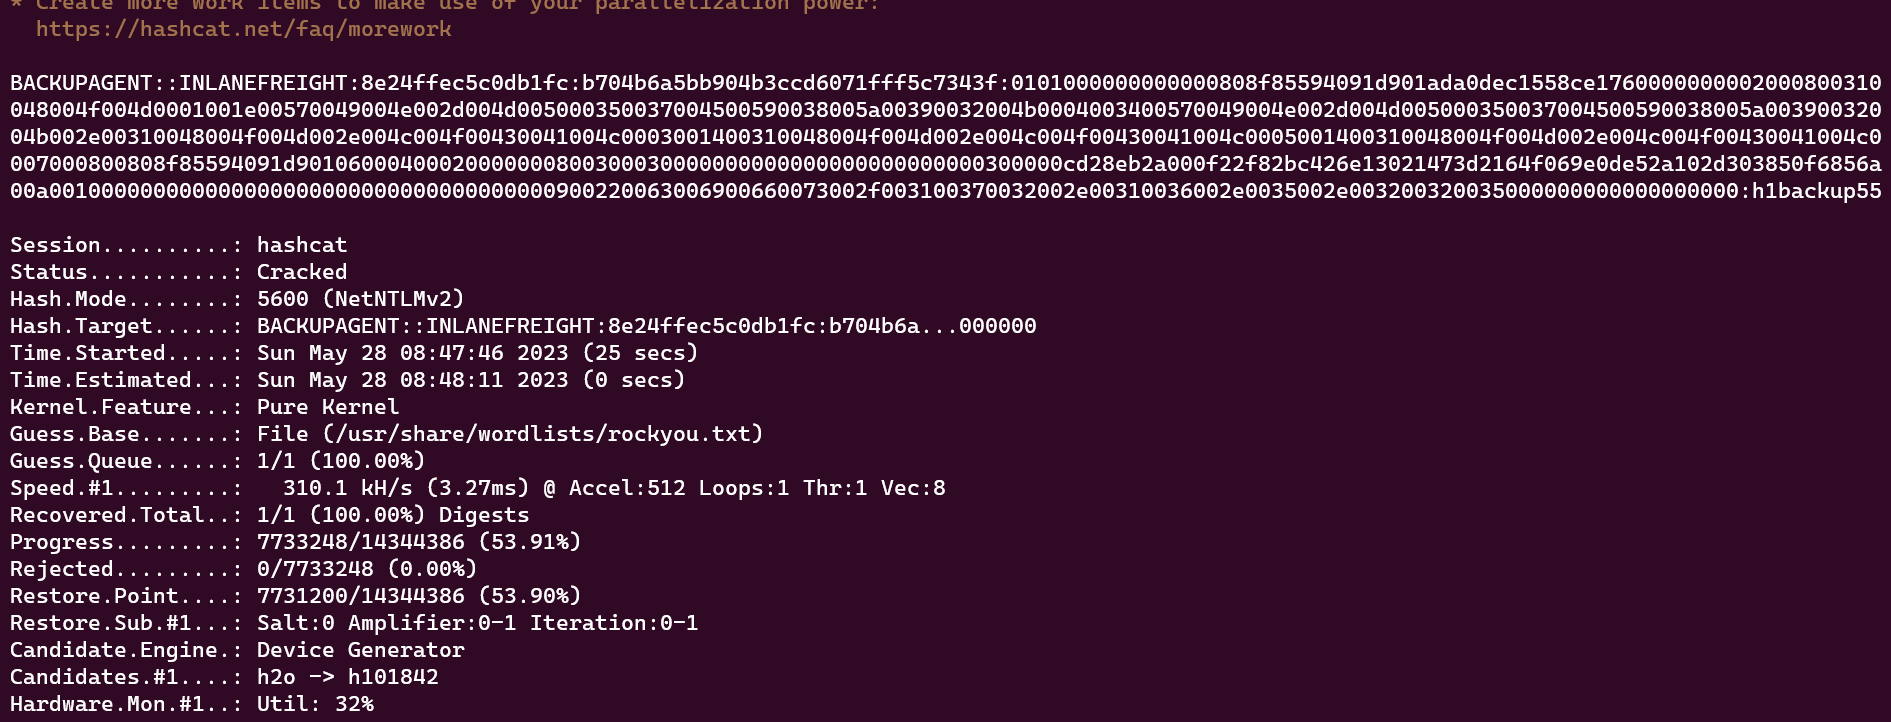 * Create more work items to make use of your parallelization power:
  https://hashcat.net/faq/morework

BACKUPAGENT::INLANEFREIGHT:8e24ffec5c0db1fc:b704b6a5bb904b3ccd6071fff5c7343f:0101000000000000808f85594091d901ada0dec1558ce1760000000002000800310
048004f004d0001001e00570049004e002d004d005000350037004500590038005a00390032004b0004003400570049004e002d004d005000350037004500590038005a003900320
04b002e00310048004f004d002e004c004f00430041004c0003001400310048004f004d002e004c004f00430041004c0005001400310048004f004d002e004c004f00430041004c0
007000800808f85594091d90106000400020000000800300030000000000000000000000000300000cd28eb2a000f22f82bc426e13021473d2164f069e0de52a102d303850f6856a
00a001000000000000000000000000000000000000900220063006900660073002f003100370032002e00310036002e0035002e003200320035000000000000000000:h1backup55

Session..........: hashcat
Status...........: Cracked
Hash.Mode........: 5600 (NetNTLMv2)
Hash.Target......: BACKUPAGENT::INLANEFREIGHT:8e24ffec5c0db1fc:b704b6a...000000
Time.Started.....: Sun May 28 08:47:46 2023 (25 secs)
Time.Estimated...: Sun May 28 08:48:11 2023 (0 secs)
Kernel.Feature...: Pure Kernel
Guess.Base.......: File (/usr/share/wordlists/rockyou.txt)
Guess.Queue......: 1/1 (100.00%)
Speed.#1.........:   310.1 kH/s (3.27ms) @ Accel:512 Loops:1 Thr:1 Vec:8
Recovered.Total..: 1/1 (100.00%) Digests
Progress.........: 7733248/14344386 (53.91%)
Rejected.........: 0/7733248 (0.00%)
Restore.Point....: 7731200/14344386 (53.90%)
Restore.Sub.#1...: Salt:0 Amplifier:0-1 Iteration:0-1
Candidate.Engine.: Device Generator
Candidates.#1....: h2o -> h101842
Hardware.Mon.#1..: Util: 32%